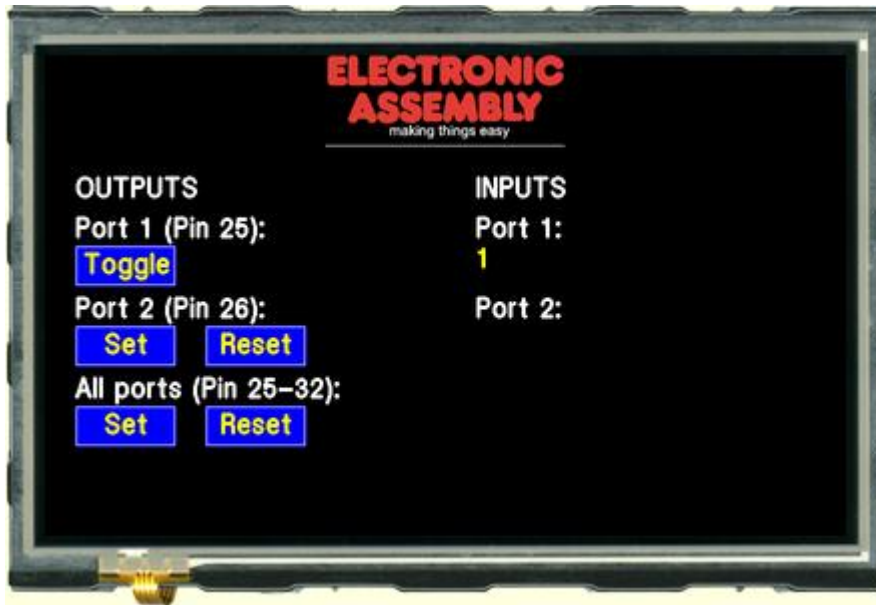 ELECTRONIC
ASSEMBLY
making things easy
OUTPUTS
Port 1 (Pin 25):
Toggle
Port 2 (Pin 26):
Set Reset
All ports (Pin 25-32):
Set Reset
INPUTS
Port 1:
1
Port 2: